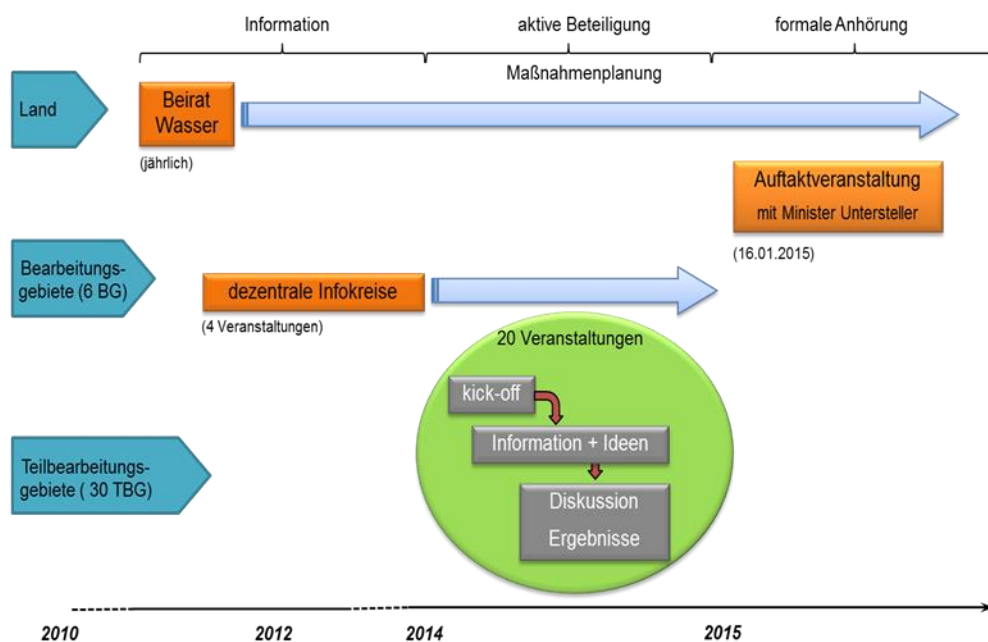 Information
aktive Beteiligung
formale Anhörung
Maßnahmenplanung
Land
Beirat
Wasser
(jährlich)
Auftaktveranstaltung
mit Minister Untersteller
(16.01.2015)
Bearbeitungs-
gebiete (6 BG)
dezentrale Infokreise
(4 Veranstaltungen)
20 Veranstaltungen
kick-off
Information + Ideen
Diskussion
Ergebnisse
Teilbearbeitungs-
gebiete ( 30 TBG)
2010
2012
2014
2015